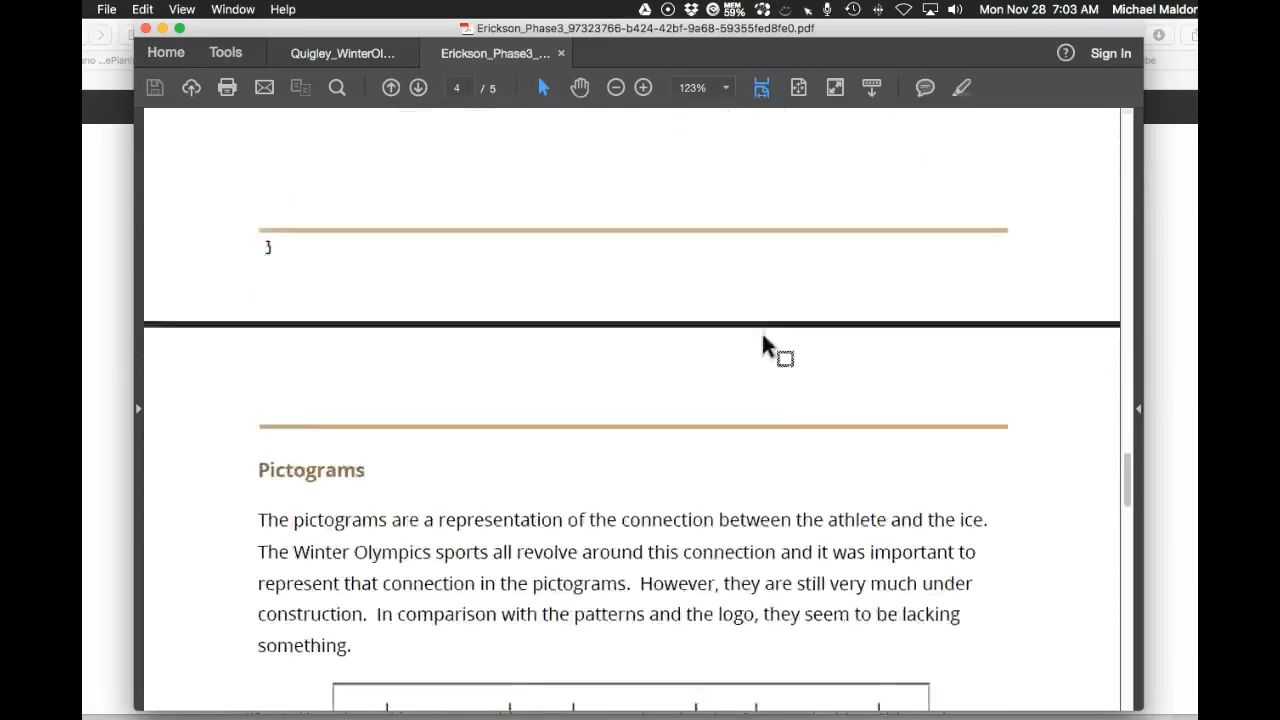 File Edit View Window Help MEM 59% Mon Nov 28 7:03 AM Michael Maldor
Erickson_Phase3_97323766-b424-42bf-9a68-59355fed8fe0.pdf
Home Tools Quigley_WinterOl... Erickson_Phase3_... × ? Sign In
4 / 5 123%
3
Pictograms
The pictograms are a representation of the connection between the athlete and the ice.
The Winter Olympics sports all revolve around this connection and it was important to
represent that connection in the pictograms. However, they are still very much under
construction. In comparison with the patterns and the logo, they seem to be lacking
something.